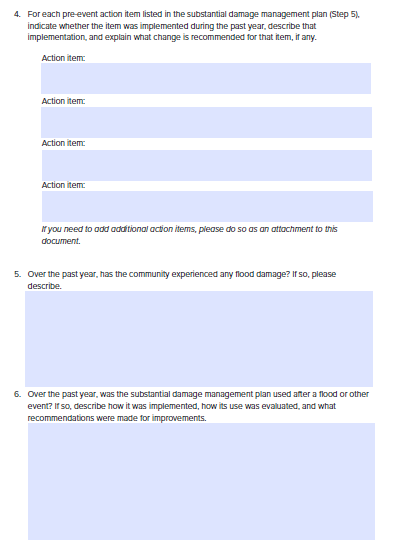 4. For each pre-event action item listed in the substantial damage management plan (Step 5),
indicate whether the item was implemented during the past year, describe that
implementation, and explain what change is recommended for that item, if any.
Action item:
Action item:
Action item:
Action item:
If you need to add additional action items, please do so as an attachment to this
document.
5. Over the past year, has the community experienced any flood damage? If so, please
describe.
6. Over the past year, was the substantial damage management plan used after a flood or other
event? If so, describe how it was implemented, how its use was evaluated, and what
recommendations were made for improvements.